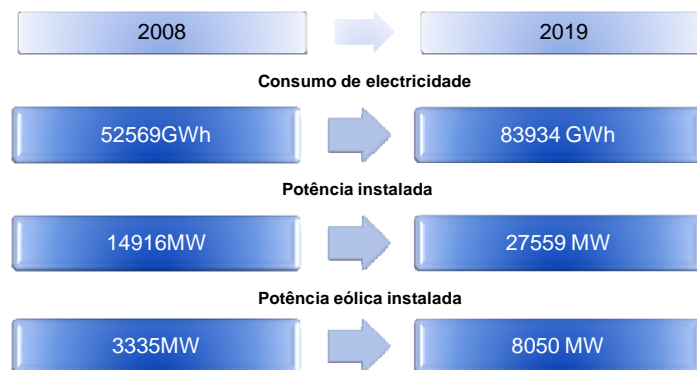 2008 2019
Consumo de electricidade
52569GWh 83934 GWh
Potência instalada
14916MW 27559 MW
Potência eólica instalada
3335MW 8050 MW